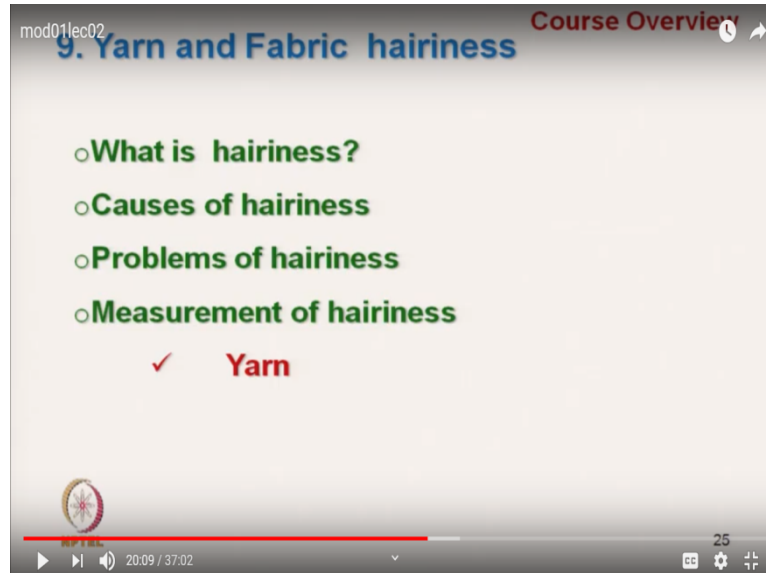 Course Overview
mod01lec02
9. Yarn and Fabric hairiness
What is hairiness?
Causes of hairiness
Problems of hairiness
Measurement of hairiness
✓ Yarn
NPTEL
25
20:09 / 37:02
CC